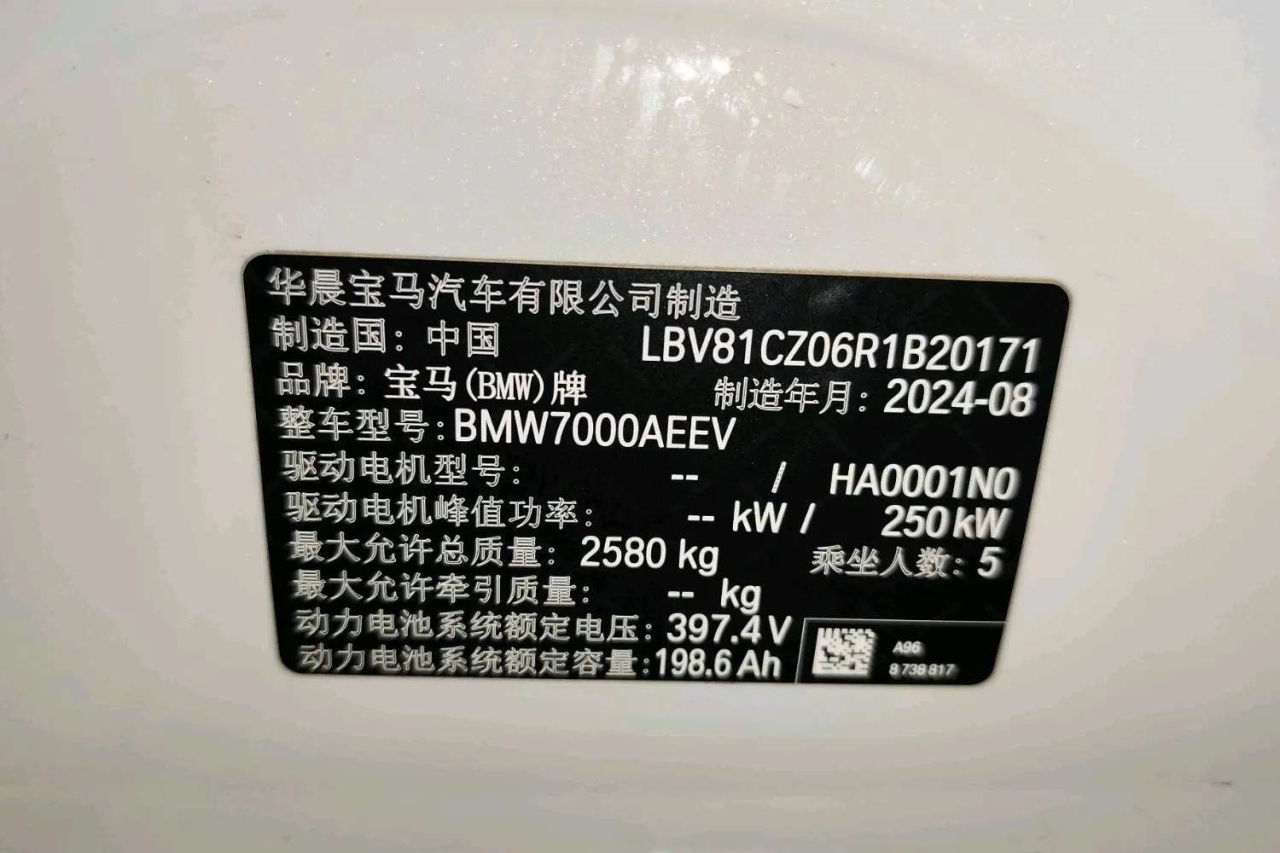 华晨宝马汽车有限公司制造
制造国：中国 LBV81CZ06R1B20171
品牌：宝马(BMW)牌 制造年月：2024-08
整车型号：BMW7000AEEV
驱动电机型号： -- / HA0001N0
驱动电机峰值功率： -- kW / 250 kW
最大允许总质量：2580 kg 乘坐人数：5
最大允许牵引质量： -- kg
动力电池系统额定电压：397.4V
动力电池系统额定容量：198.6 Ah
A96
8 738 817